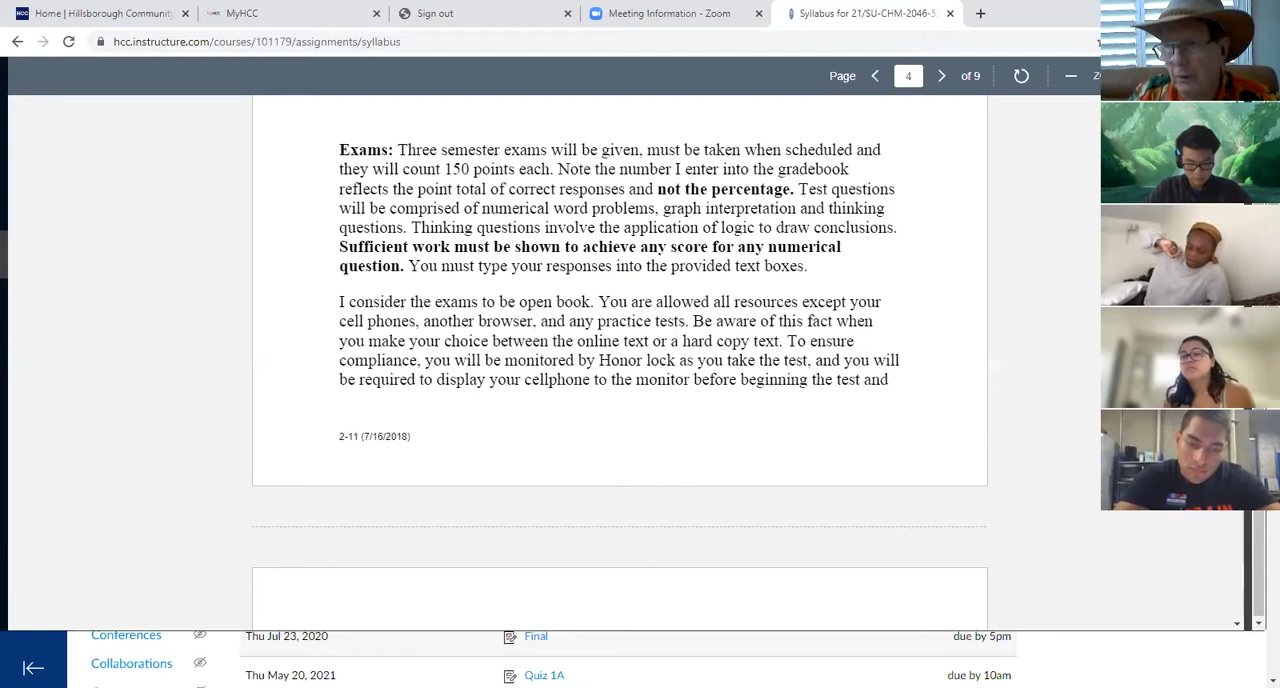 Home | Hillsborough Community
MyHCC
Sign out
Meeting Information - Zoom
Syllabus for 21/SU-CHM-2046-5
hcc.instructure.com/courses/101179/assignments/syllabus
Page 4 of 9
Exams: Three semester exams will be given, must be taken when scheduled and
they will count 150 points each. Note the number I enter into the gradebook
reflects the point total of correct responses and not the percentage. Test questions
will be comprised of numerical word problems, graph interpretation and thinking
questions. Thinking questions involve the application of logic to draw conclusions.
Sufficient work must be shown to achieve any score for any numerical
question. You must type your responses into the provided text boxes.
I consider the exams to be open book. You are allowed all resources except your
cell phones, another browser, and any practice tests. Be aware of this fact when
you make your choice between the online text or a hard copy text. To ensure
compliance, you will be monitored by Honor lock as you take the test, and you will
be required to display your cellphone to the monitor before beginning the test and
2-11 (7/16/2018)
Conferences
Thu Jul 23, 2020 Final due by 5pm
Collaborations
Thu May 20, 2021 Quiz 1A due by 10am